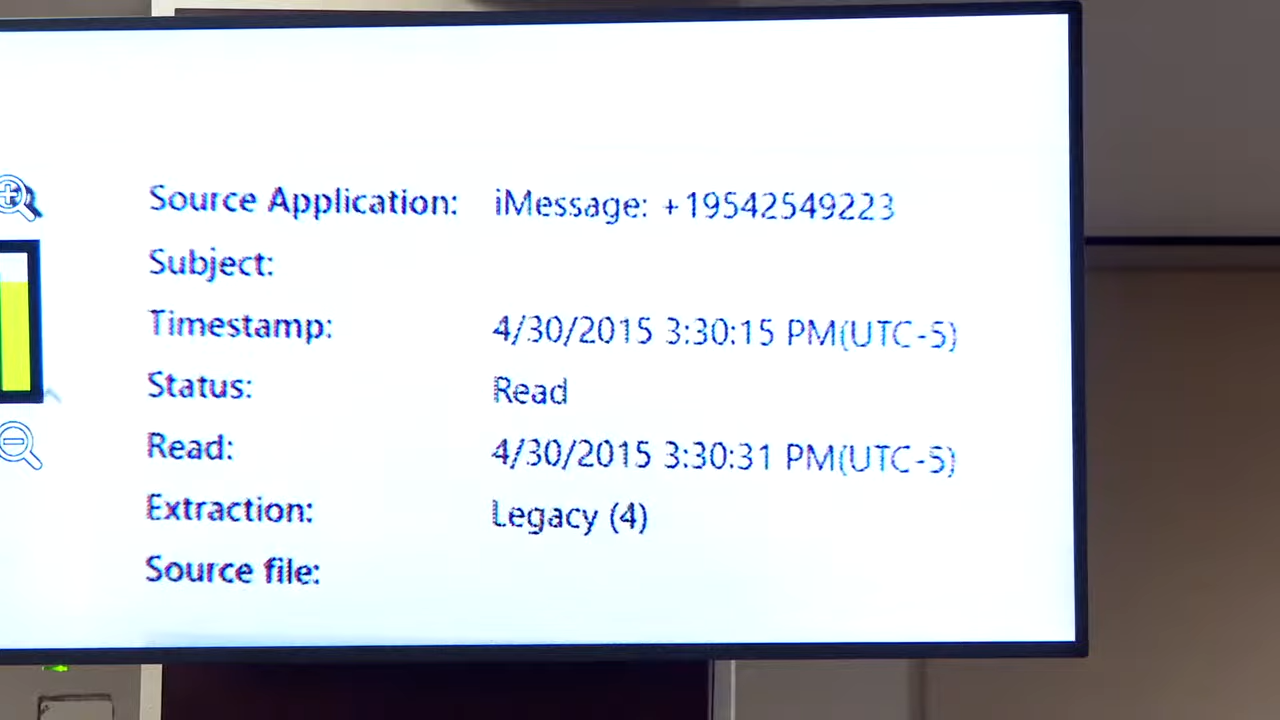 Source Application: iMessage: +19542549223
Subject:
Timestamp: 4/30/2015 3:30:15 PM(UTC-5)
Status: Read
Read: 4/30/2015 3:30:31 PM(UTC-5)
Extraction: Legacy (4)
Source file: